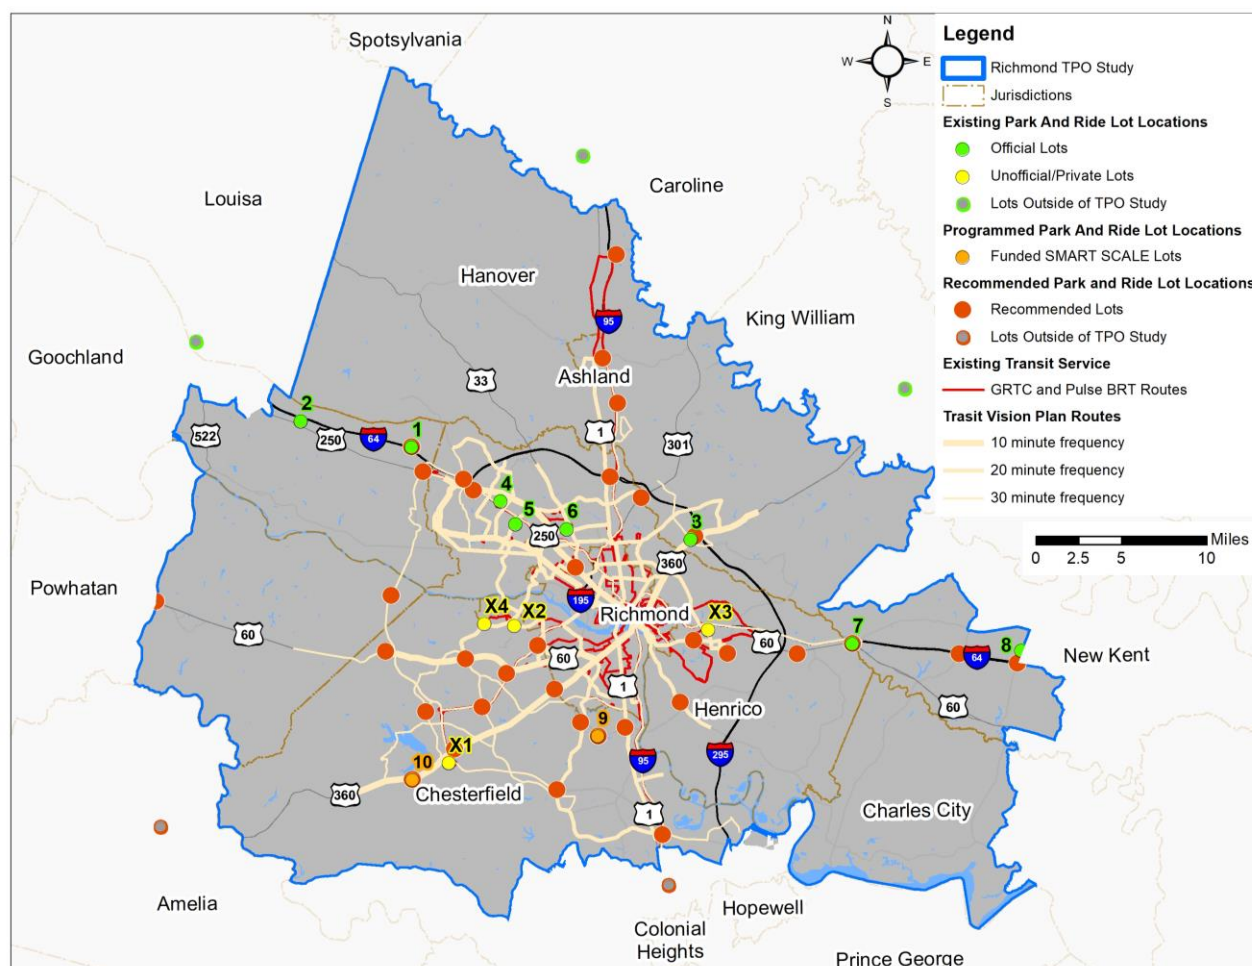 Spotsylvania
N
W
E
S
Legend
Richmond TPO Study
Jurisdictions
Existing Park And Ride Lot Locations
Official Lots
Unofficial/Private Lots
Lots Outside of TPO Study
Programmed Park And Ride Lot Locations
Funded SMART SCALE Lots
Recommended Park and Ride Lot Locations
Recommended Lots
Lots Outside of TPO Study
Existing Transit Service
GRTC and Pulse BRT Routes
Trasit Vision Plan Routes
10 minute frequency
20 minute frequency
30 minute frequency
Miles
0 2.5 5 10
Louisa
Caroline
Hanover
King William
95
Goochland
Ashland
33
2
1
522
250
64
1
301
4
5
6
3
250
360
Powhatan
195
Richmond
X4
X2
X3
60
60
60
7
8
64
New Kent
60
1
Henrico
9
X1
10
95
295
360
Chesterfield
1
Charles City
Amelia
Hopewell
Colonial
Heights
Prince George